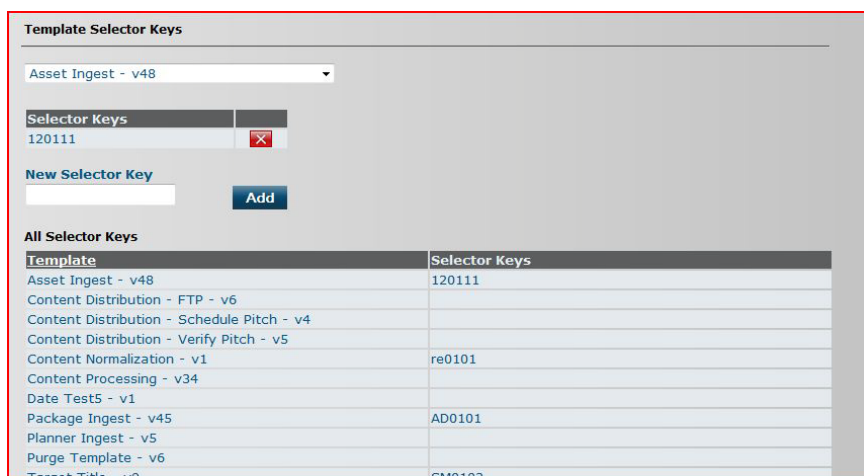 Template Selector Keys
Asset Ingest - v48
Selector Keys
120111
New Selector Key
Add
All Selector Keys
Template Selector Keys
Asset Ingest - v48 120111
Content Distribution - FTP - v6
Content Distribution - Schedule Pitch - v4
Content Distribution - Verify Pitch - v5
Content Normalization - v1 re0101
Content Processing - v34
Date Test5 - v1
Package Ingest - v45 AD0101
Planner Ingest - v5
Purge Template - v6